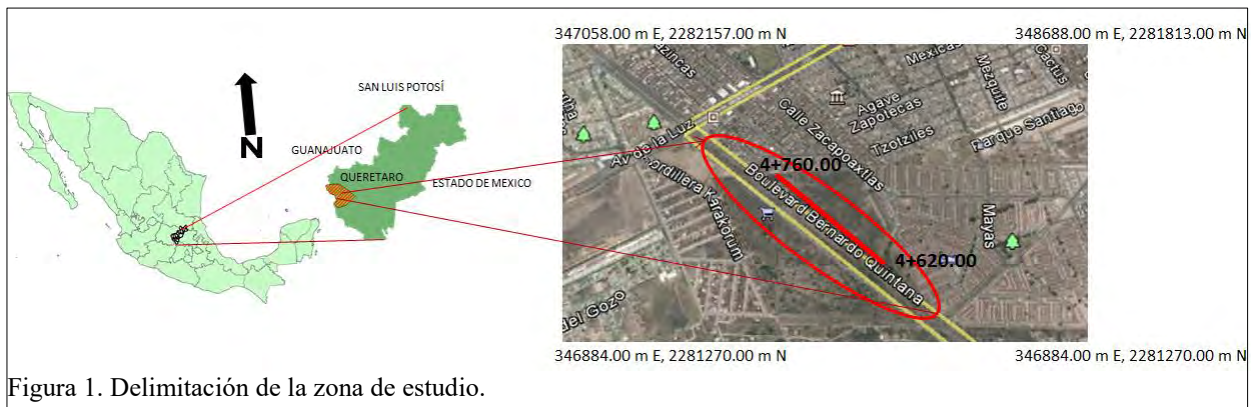 347058.00 m E, 2282157.00 m N
348688.00 m E, 2281813.00 m N
SAN LUIS POTOSÍ
N
GUANAJUATO
QUERETARO
ESTADO DE MEXICO
Mexicas
Cactus
Mezquite
Agave
Zapotecas
Calle Zacapoaxtlas
Tzotziles
Parque Santiago
Av de la Luz
Cordillera Karakorum
4+760.00
Boulevard Bernardo Quintana
Mayas
4+620.00
del Gozo
346884.00 m E, 2281270.00 m N
346884.00 m E, 2281270.00 m N
Figura 1. Delimitación de la zona de estudio.